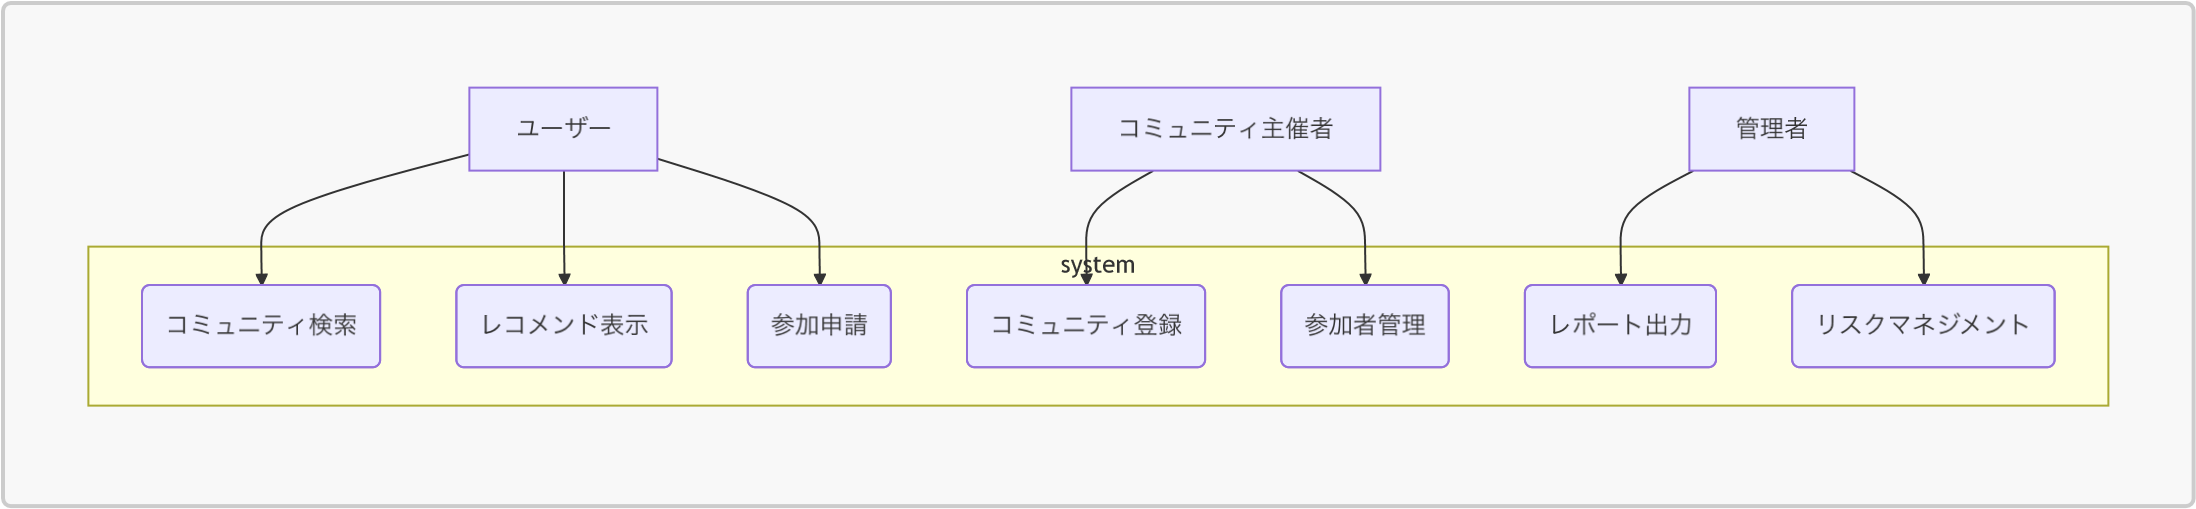 ユーザー
コミュニティ主催者
管理者
system
コミュニティ検索
レコメンド表示
参加申請
コミュニティ登録
参加者管理
レポート出力
リスクマネジメント